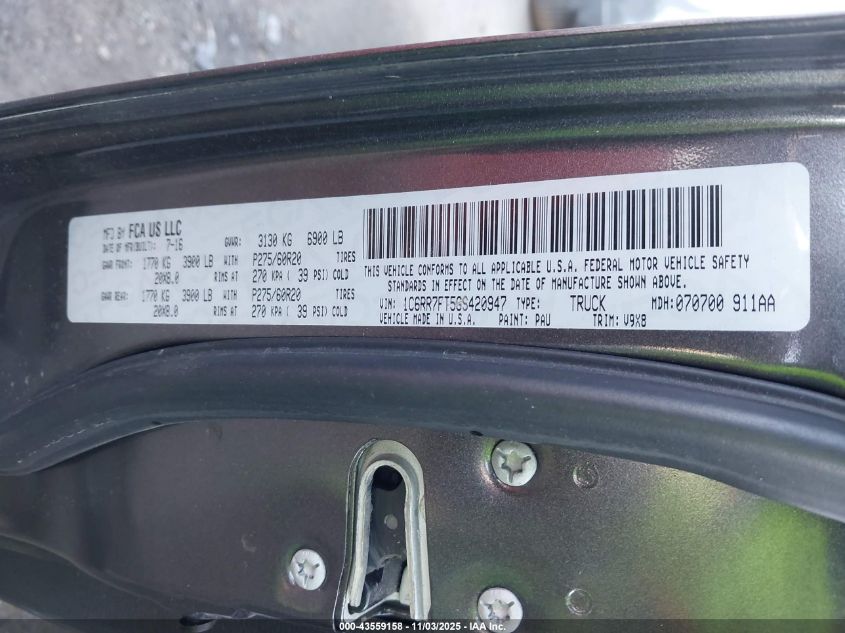 MFD BY FCA US LLC
DATE OF MFR(BUILT): 7-16 GVWR: 3130 KG 6900 LB
GAWR FRONT: 1770 KG 3900 LB WITH P275/60R20 TIRES
20X8.0 RIMS AT 270 KPA ( 39 PSI) COLD
GAWR REAR: 1770 KG 3900 LB WITH P275/60R20 TIRES
20X8.0 RIMS AT 270 KPA ( 39 PSI) COLD
THIS VEHICLE CONFORMS TO ALL APPLICABLE U.S.A. FEDERAL MOTOR VEHICLE SAFETY
STANDARDS IN EFFECT ON THE DATE OF MANUFACTURE SHOWN ABOVE.
VIN: 1C6RR7FT5GS420947 TYPE: TRUCK MDH:070700 911AA
VEHICLE MADE IN U.S.A. PAINT: PAU TRIM: V9X8
000-43559158 - 11/03/2025 - IAAI.com